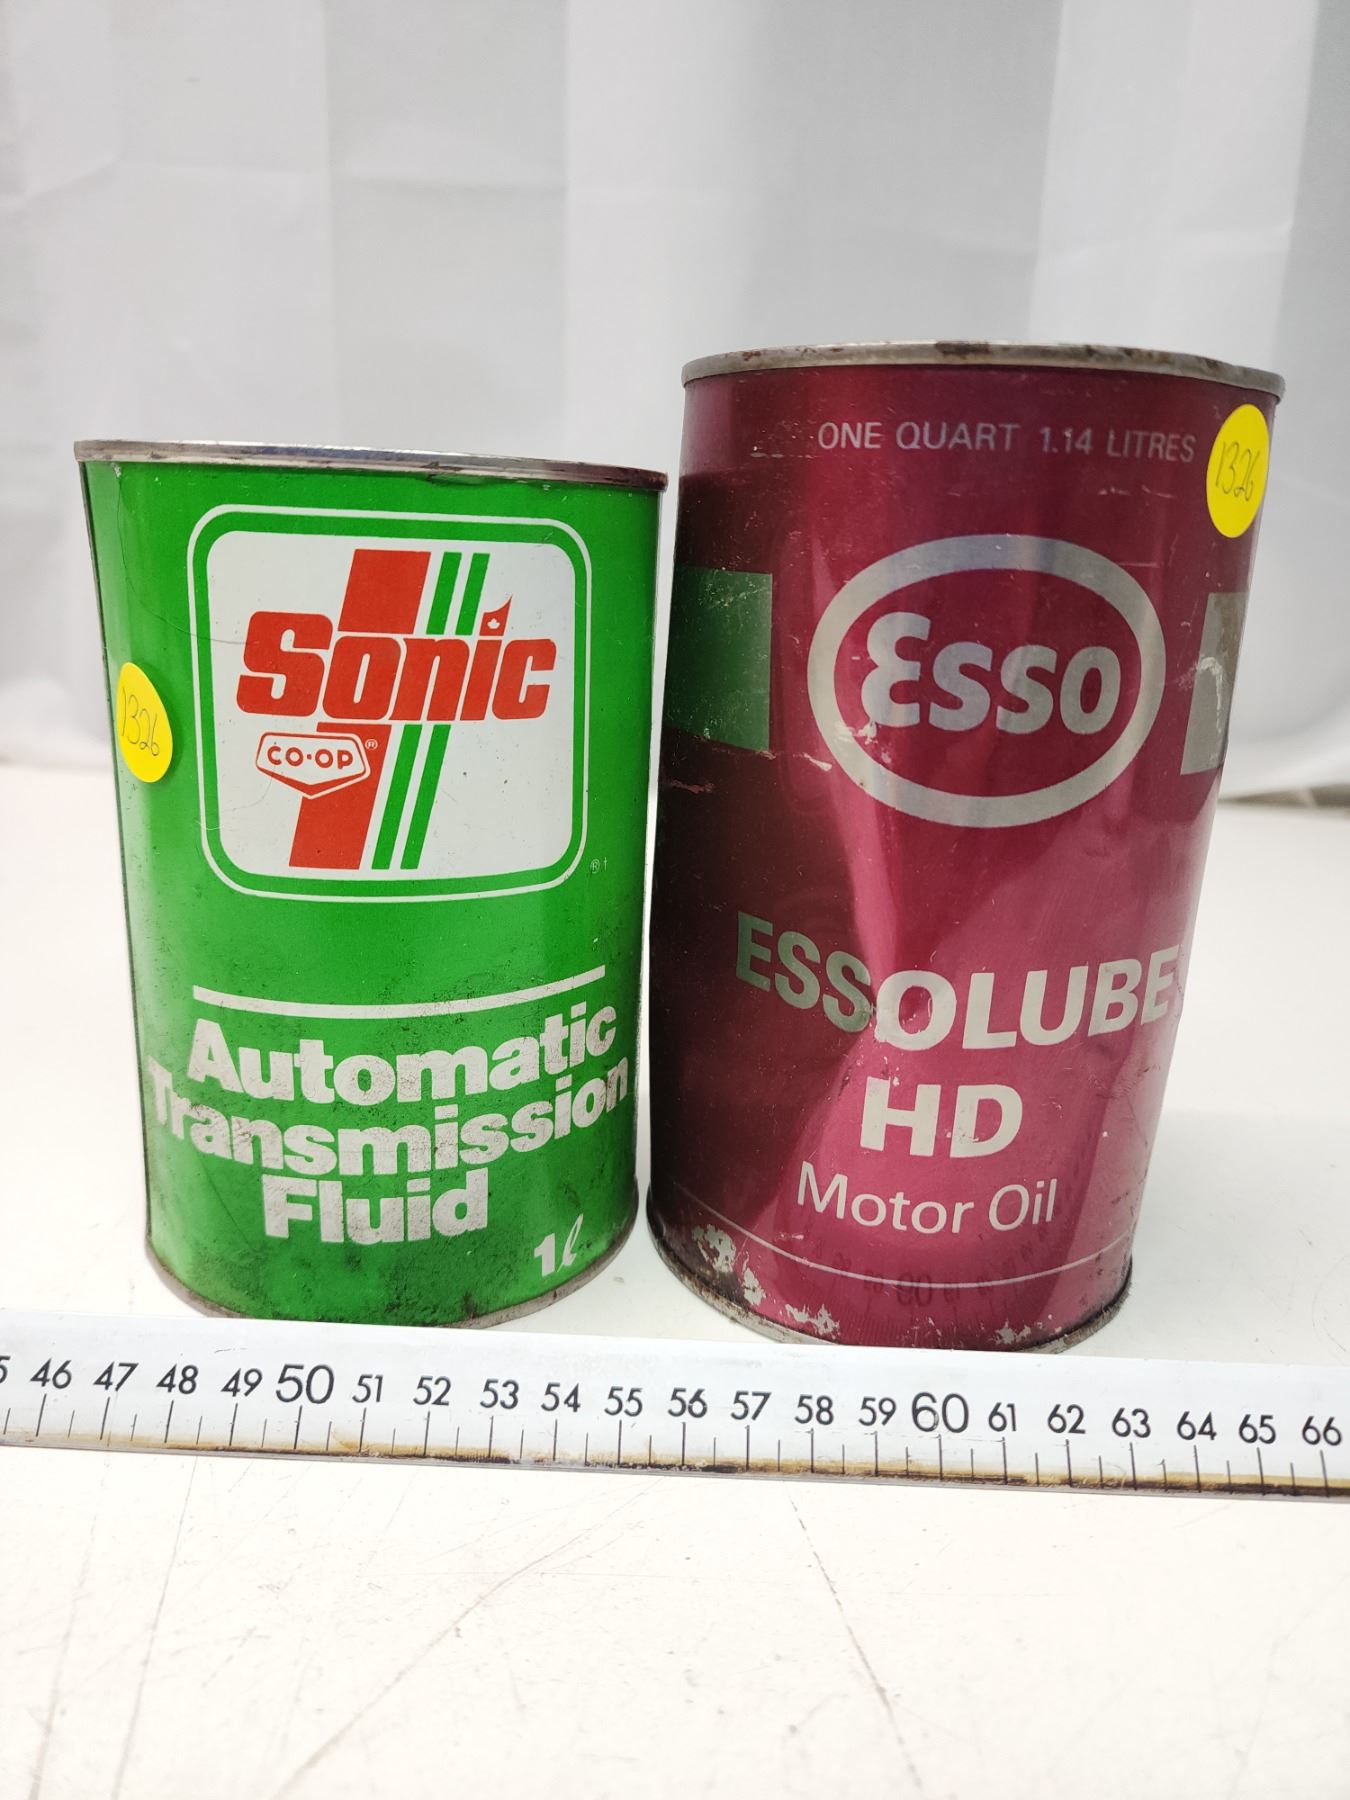 Sonic
CO-OP®
®†
Automatic
Transmission
Fluid
1ℓ
1326
ONE QUART 1.14 LITRES
1326
Esso
ESSOLUBE
HD
Motor Oil
46 47 48 49 50 51 52 53 54 55 56 57 58 59 60 61 62 63 64 65 66